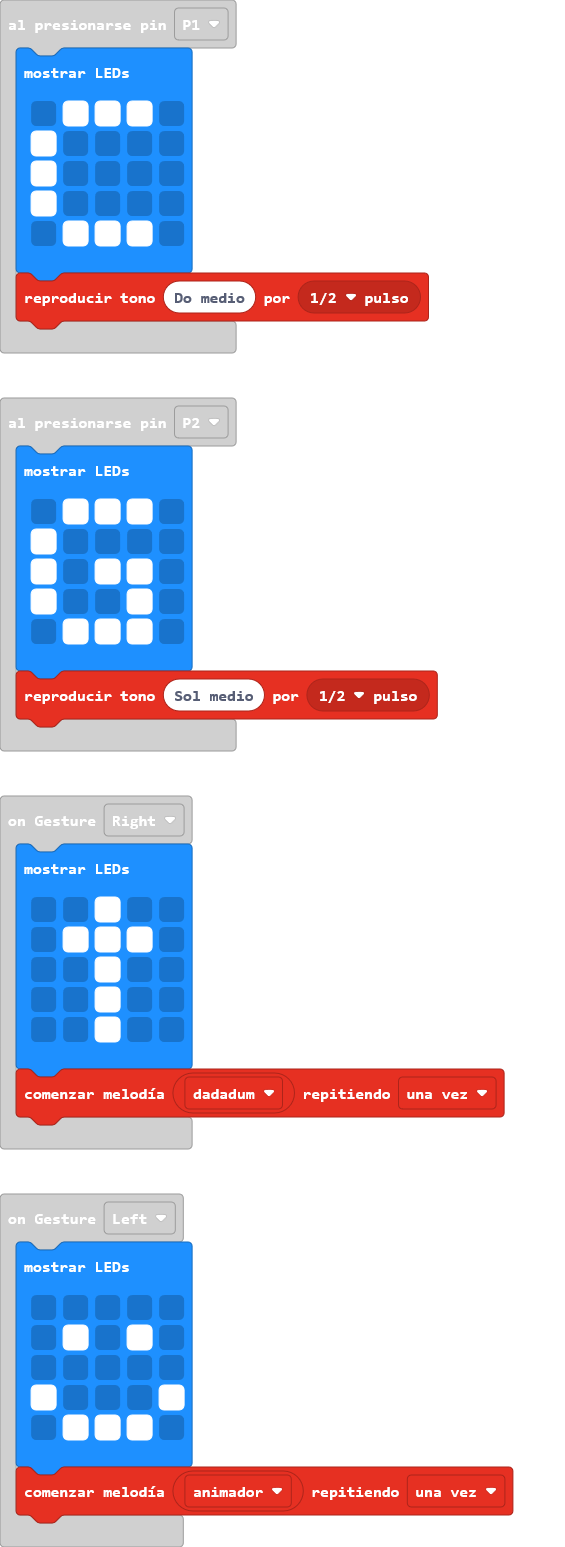 al presionarse pin P1
mostrar LEDs
reproducir tono Do medio por 1/2 pulso
al presionarse pin P2
mostrar LEDs
reproducir tono Sol medio por 1/2 pulso
on Gesture Right
mostrar LEDs
comenzar melodía dadadum repitiendo una vez
on Gesture Left
mostrar LEDs
comenzar melodía animador repitiendo una vez